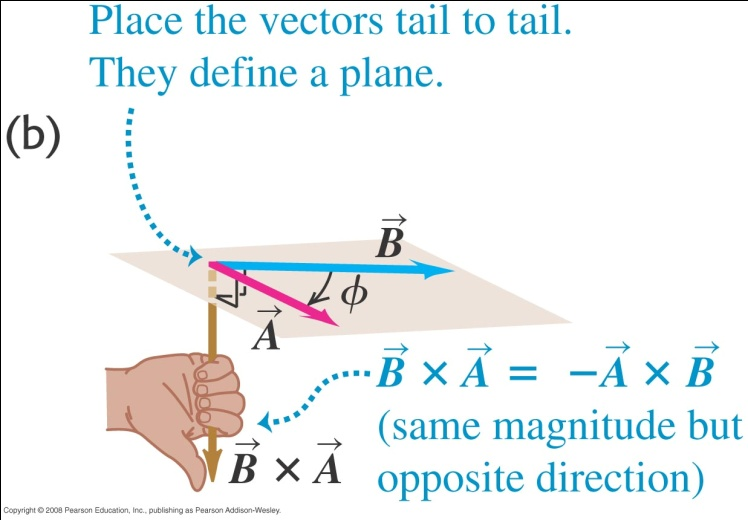 Place the vectors tail to tail.
They define a plane.
(b)
B⃗
ϕ
A⃗
B⃗ × A⃗ = −A⃗ × B⃗
(same magnitude but
opposite direction)
B⃗ × A⃗
Copyright © 2008 Pearson Education, Inc., publishing as Pearson Addison-Wesley.